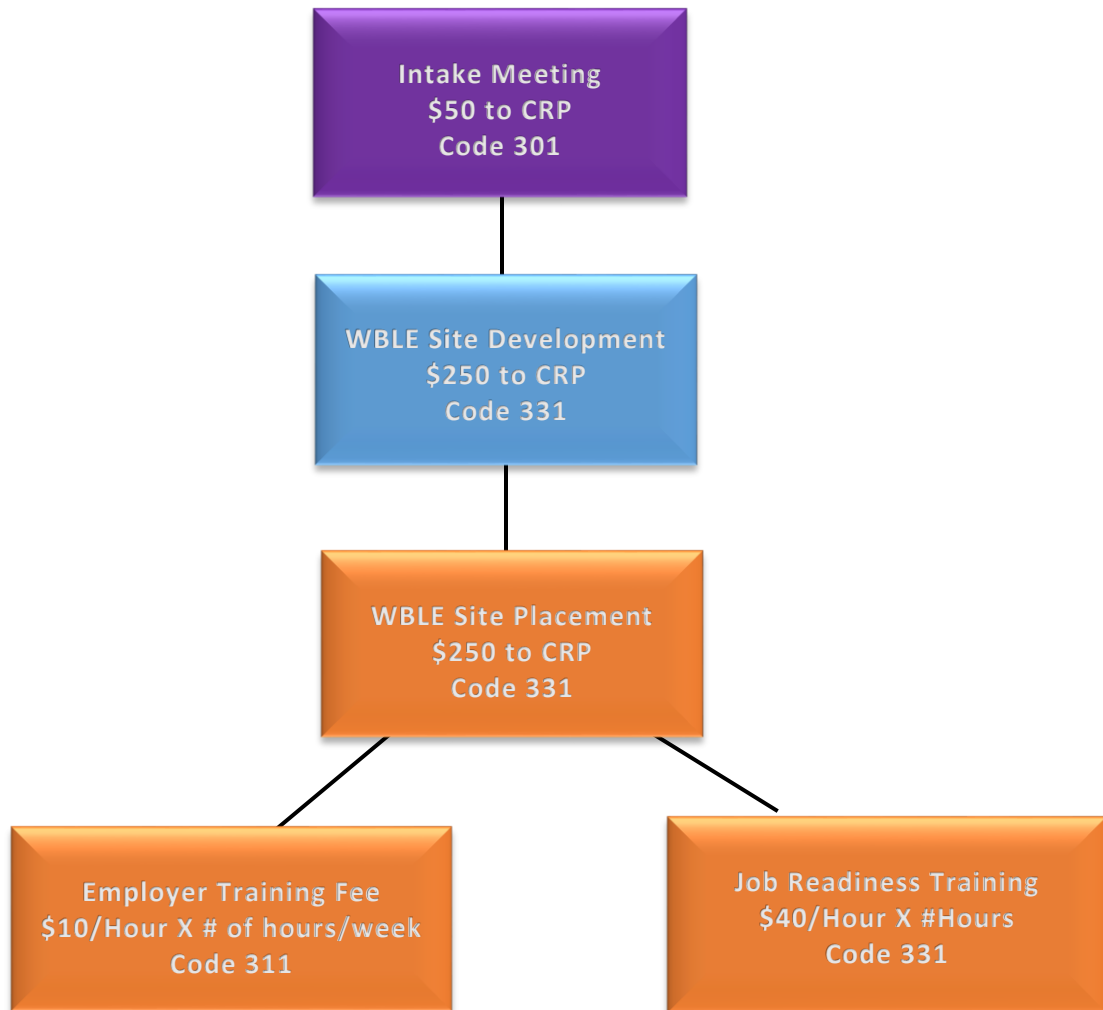 Intake Meeting
$50 to CRP
Code 301
WBLE Site Development
$250 to CRP
Code 331
WBLE Site Placement
$250 to CRP
Code 331
Employer Training Fee
$10/Hour X # of hours/week
Code 311
Job Readiness Training
$40/Hour X #Hours
Code 331